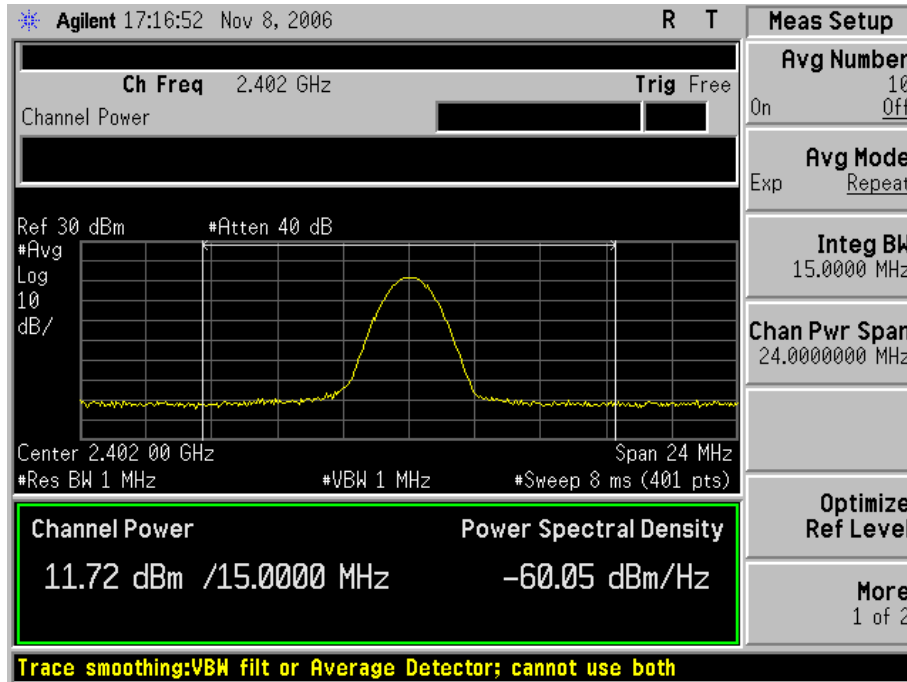 Agilent 17:16:52 Nov 8, 2006 R T
Ch Freq 2.402 GHz Trig Free
Channel Power
Ref 30 dBm #Atten 40 dB
#Avg
Log
10
dB/
Center 2.402 00 GHz Span 24 MHz
#Res BW 1 MHz #VBW 1 MHz #Sweep 8 ms (401 pts)
Channel Power Power Spectral Density
11.72 dBm /15.0000 MHz -60.05 dBm/Hz
Trace smoothing:VBW filt or Average Detector; cannot use both
Meas Setup
Avg Number
10
On Off
Avg Mode
Exp Repeat
Integ BW
15.0000 MHz
Chan Pwr Span
24.0000000 MHz
Optimize
Ref Level
More
1 of 2